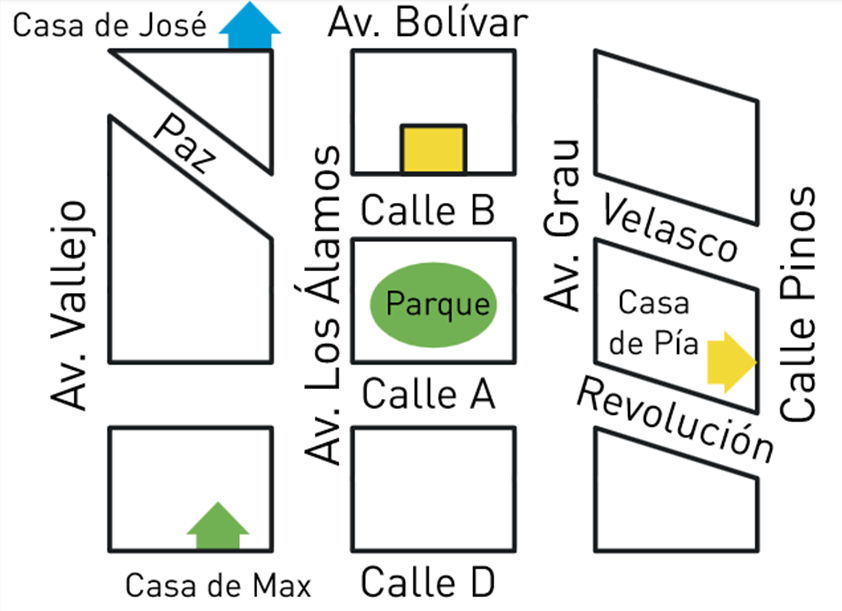 Casa de José
Av. Bolívar
Paz
Calle B
Velasco
Av. Vallejo
Av. Los Álamos
Av. Grau
Calle Pinos
Parque
Casa
de Pía
Calle A
Revolución
Casa de Max
Calle D